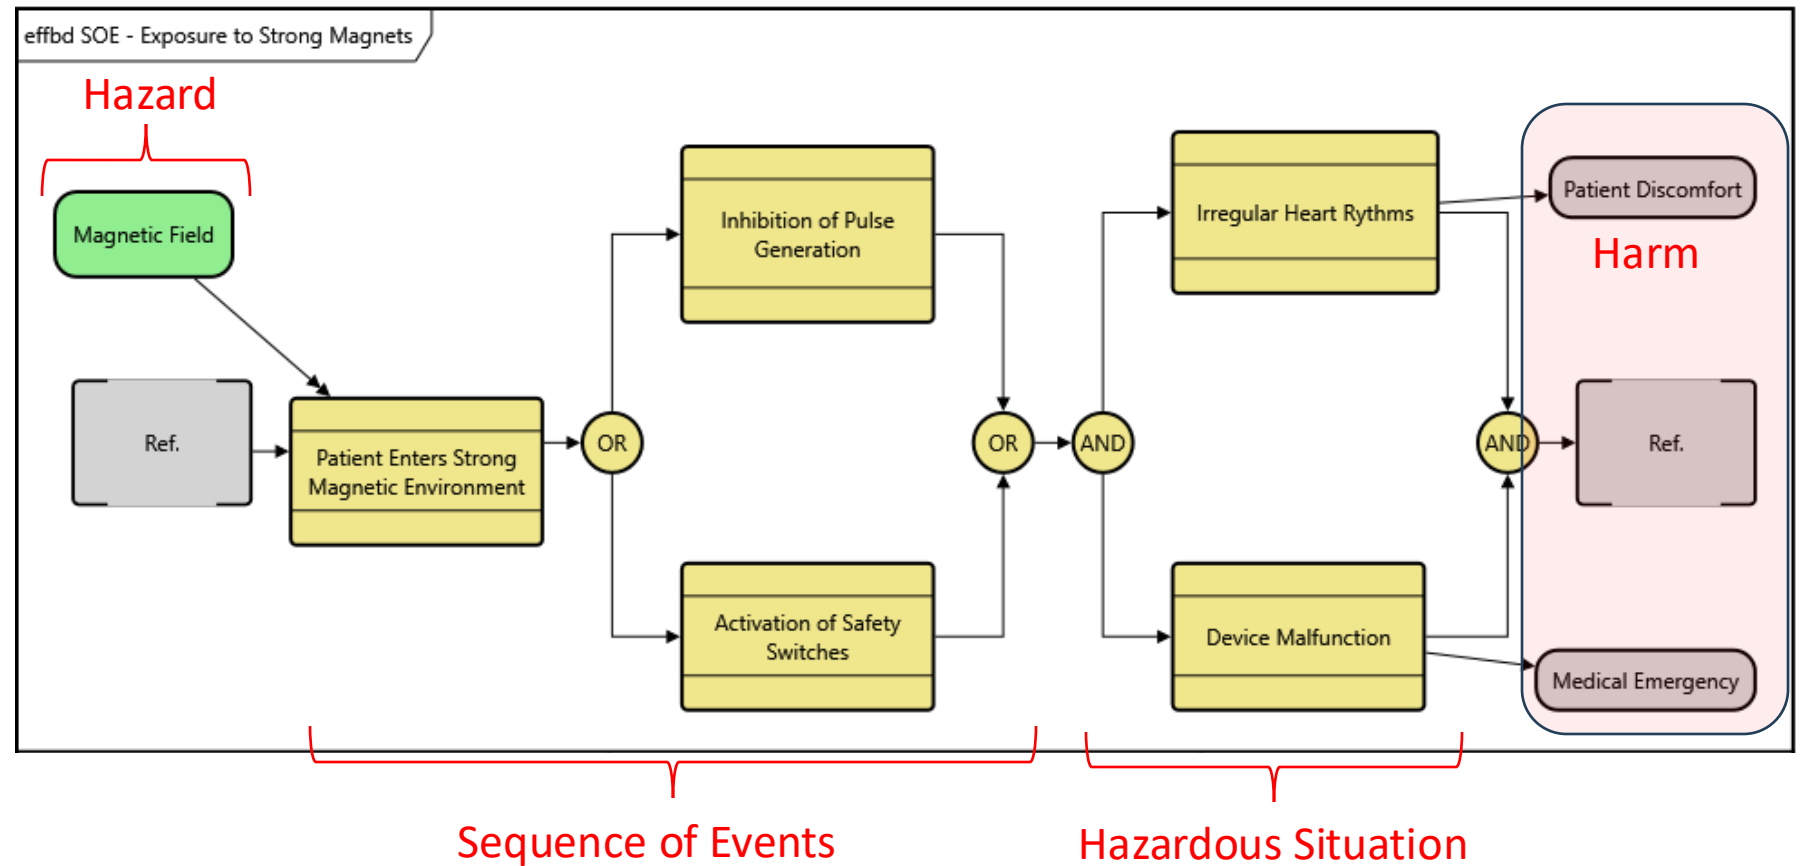 effbd SOE - Exposure to Strong Magnets
Hazard
Magnetic Field
Ref.
Patient Enters Strong
Magnetic Environment
OR
Inhibition of Pulse
Generation
Activation of Safety
Switches
OR
AND
Irregular Heart Rythms
Device Malfunction
AND
Patient Discomfort
Harm
Ref.
Medical Emergency
Sequence of Events
Hazardous Situation